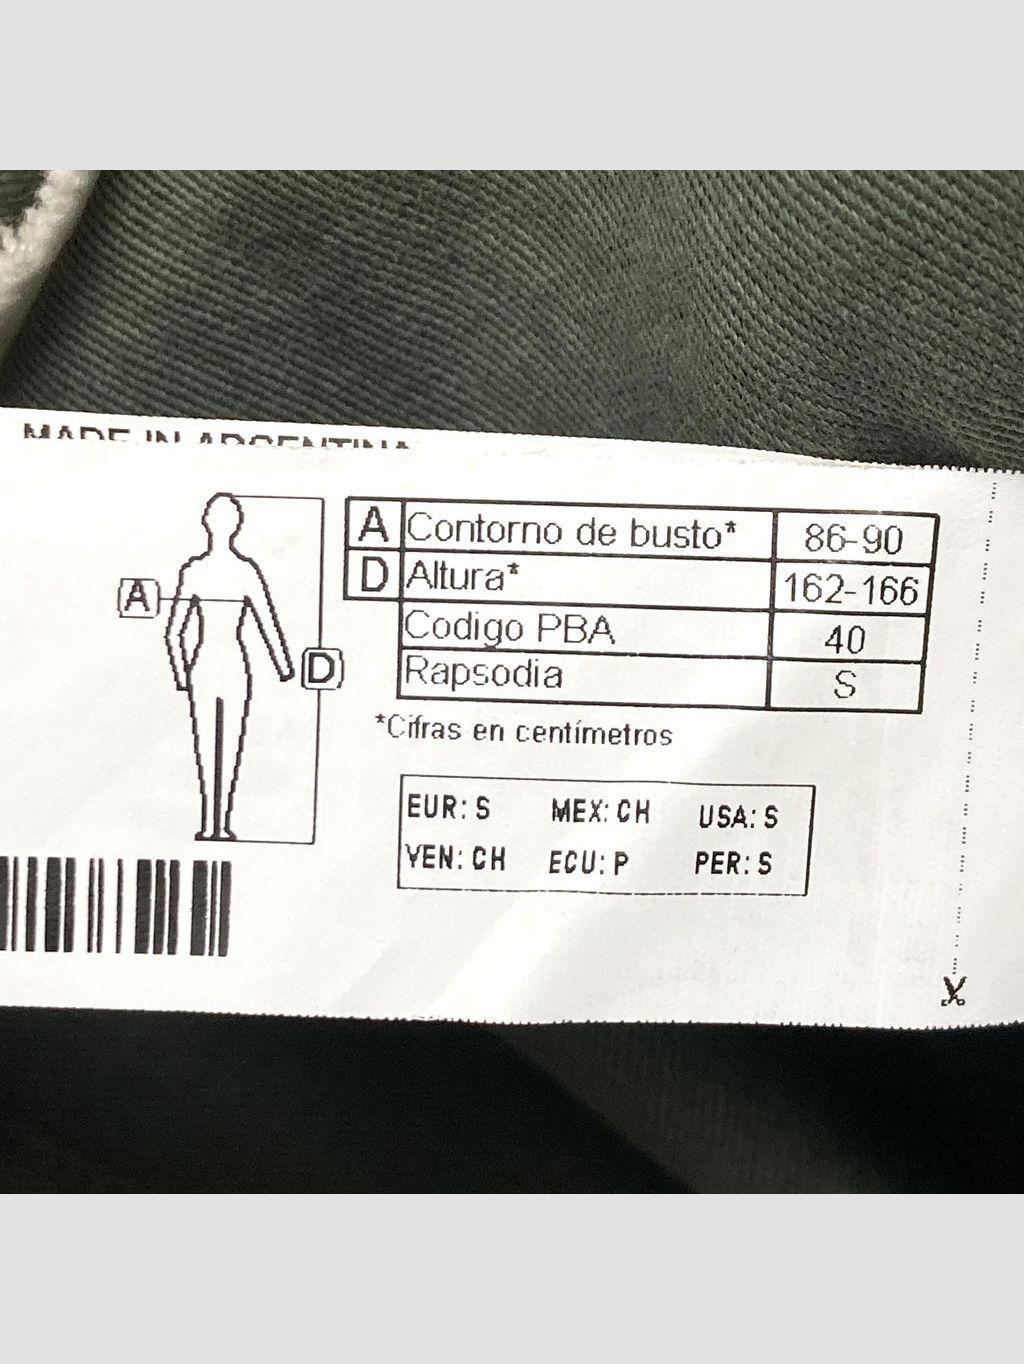 MADE IN ARGENTINA
A Contorno de busto* 86-90
D Altura* 162-166
Codigo PBA 40
Rapsodia S
A
D
*Cifras en centímetros
EUR: S MEX: CH USA: S
VEN: CH ECU: P PER: S